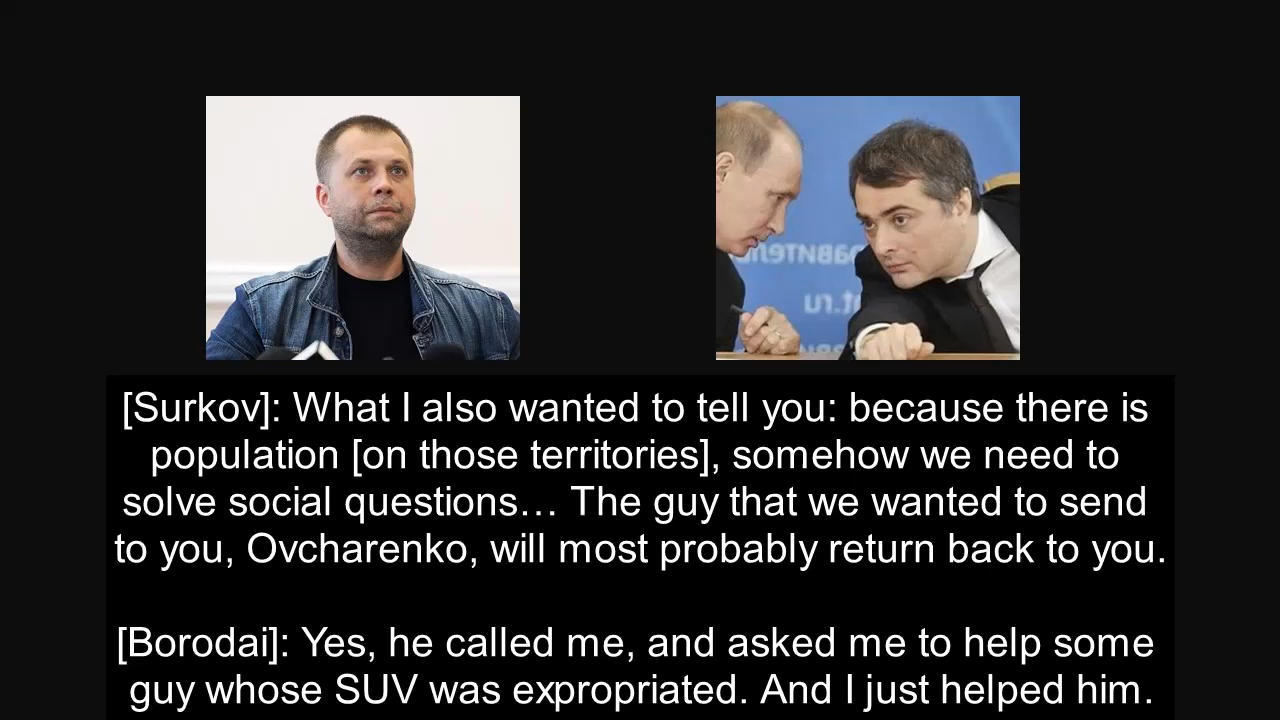 равитель
t.ru
[Surkov]: What I also wanted to tell you: because there is
population [on those territories], somehow we need to
solve social questions… The guy that we wanted to send
to you, Ovcharenko, will most probably return back to you.
[Borodai]: Yes, he called me, and asked me to help some
guy whose SUV was expropriated. And I just helped him.